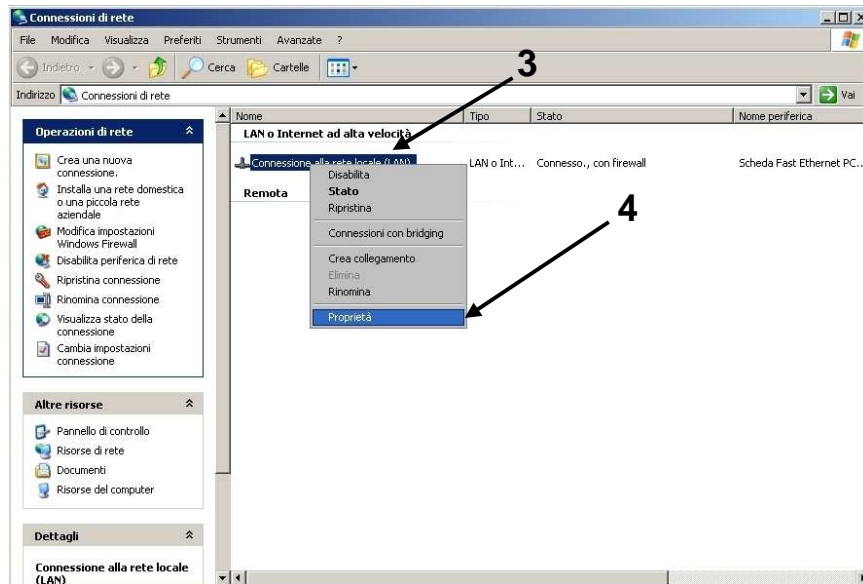 Connessioni di rete
File Modifica Visualizza Preferiti Strumenti Avanzate ?
Indietro Cerca Cartelle
Indirizzo Connessioni di rete Vai
Operazioni di rete
Crea una nuova
connessione.
Installa una rete domestica
o una piccola rete
aziendale
Modifica impostazioni
Windows Firewall
Disabilita periferica di rete
Ripristina connessione
Rinomina connessione
Visualizza stato della
connessione
Cambia impostazioni
connessione
Altre risorse
Pannello di controllo
Risorse di rete
Documenti
Risorse del computer
Dettagli
Connessione alla rete locale
(LAN)
Nome Tipo Stato Nome periferica
LAN o Internet ad alta velocità
Connessione alla rete locale (LAN) LAN o Int... Connesso., con firewall Scheda Fast Ethernet PC...
Remota
Disabilita
Stato
Ripristina
Connessioni con bridging
Crea collegamento
Elimina
Rinomina
Proprietà
3
4